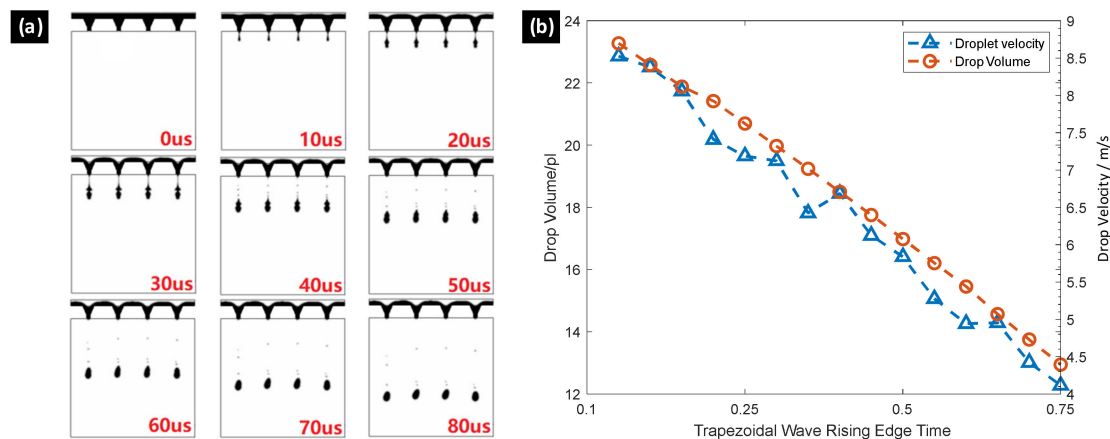 (a)
0us
10us
20us
30us
40us
50us
60us
70us
80us
(b)
Droplet velocity
Drop Volume
24
22
20
18
16
14
12
Drop Volume/pl
9
8.5
8
7.5
7
6.5
6
5.5
5
4.5
4
Drop Velocity / m/s
0.1
0.25
0.5
0.75
Trapezoidal Wave Rising Edge Time